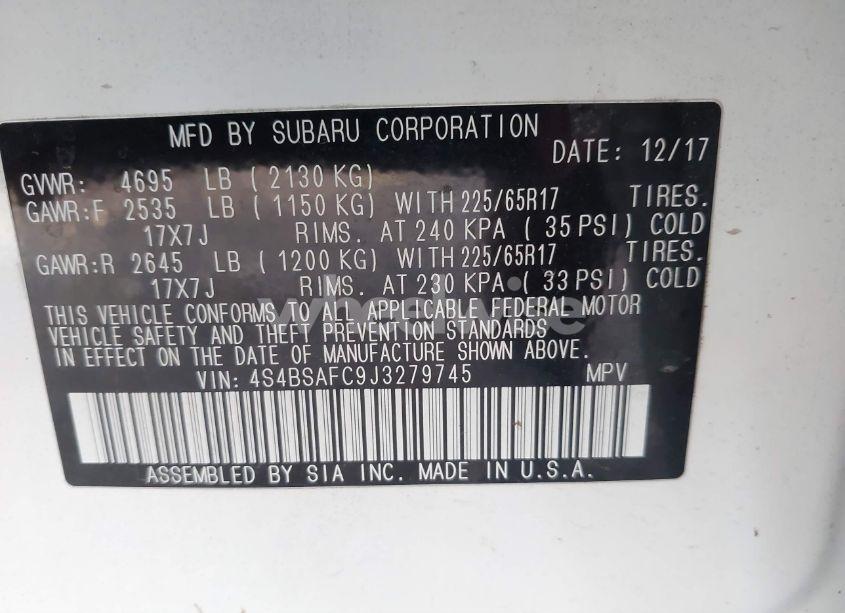 MFD BY SUBARU CORPORATION
DATE: 12/17
GVWR: 4695 LB ( 2130 KG)
GAWR:F 2535 LB ( 1150 KG) WITH 225/65R17 TIRES.
17X7J RIMS. AT 240 KPA ( 35 PSI) COLD
GAWR:R 2645 LB ( 1200 KG) WITH 225/65R17 TIRES.
17X7J RIMS. AT 230 KPA ( 33 PSI) COLD
THIS VEHICLE CONFORMS TO ALL APPLICABLE FEDERAL MOTOR
VEHICLE SAFETY AND THEFT PREVENTION STANDARDS
IN EFFECT ON THE DATE OF MANUFACTURE SHOWN ABOVE.
VIN: 4S4BSAFC9J3279745 MPV
ASSEMBLED BY SIA INC. MADE IN U.S.A.